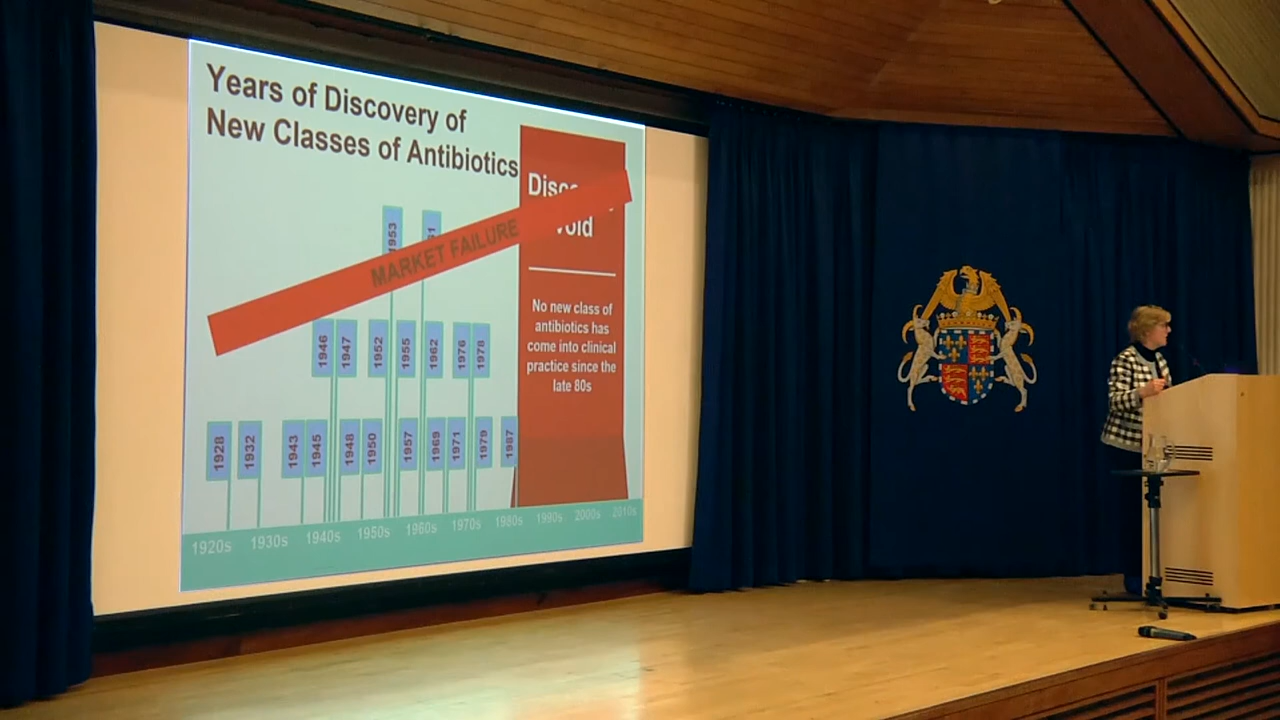 Years of Discovery of
New Classes of Antibiotics
1953
MARKET FAILURE
No new class of
antibiotics has
come into clinical
practice since the
late 80s
1946 1947 1952 1955 1962 1976 1978
1928 1932 1943 1945 1948 1950 1957 1969 1971 1979 1987
1920s 1930s 1940s 1950s 1960s 1970s 1980s 1990s 2000s 2010s